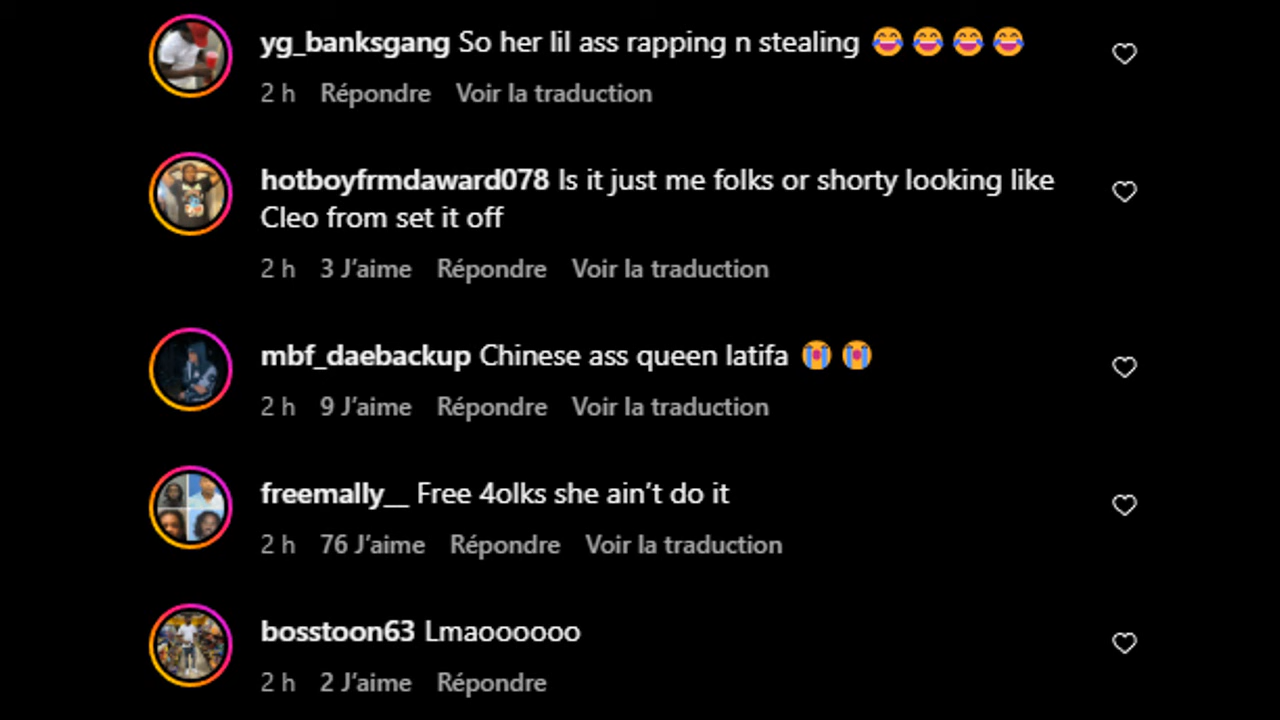 yg_banksgang So her lil ass rapping n stealing 😂😂😂😂
2 h Répondre Voir la traduction
hotboyfrmdaward078 Is it just me folks or shorty looking like
Cleo from set it off
2 h 3 J’aime Répondre Voir la traduction
mbf_daebackup Chinese ass queen latifa 😭😭
2 h 9 J’aime Répondre Voir la traduction
freemally__ Free 4olks she ain’t do it
2 h 76 J’aime Répondre Voir la traduction
bosstoon63 Lmaoooooo
2 h 2 J’aime Répondre